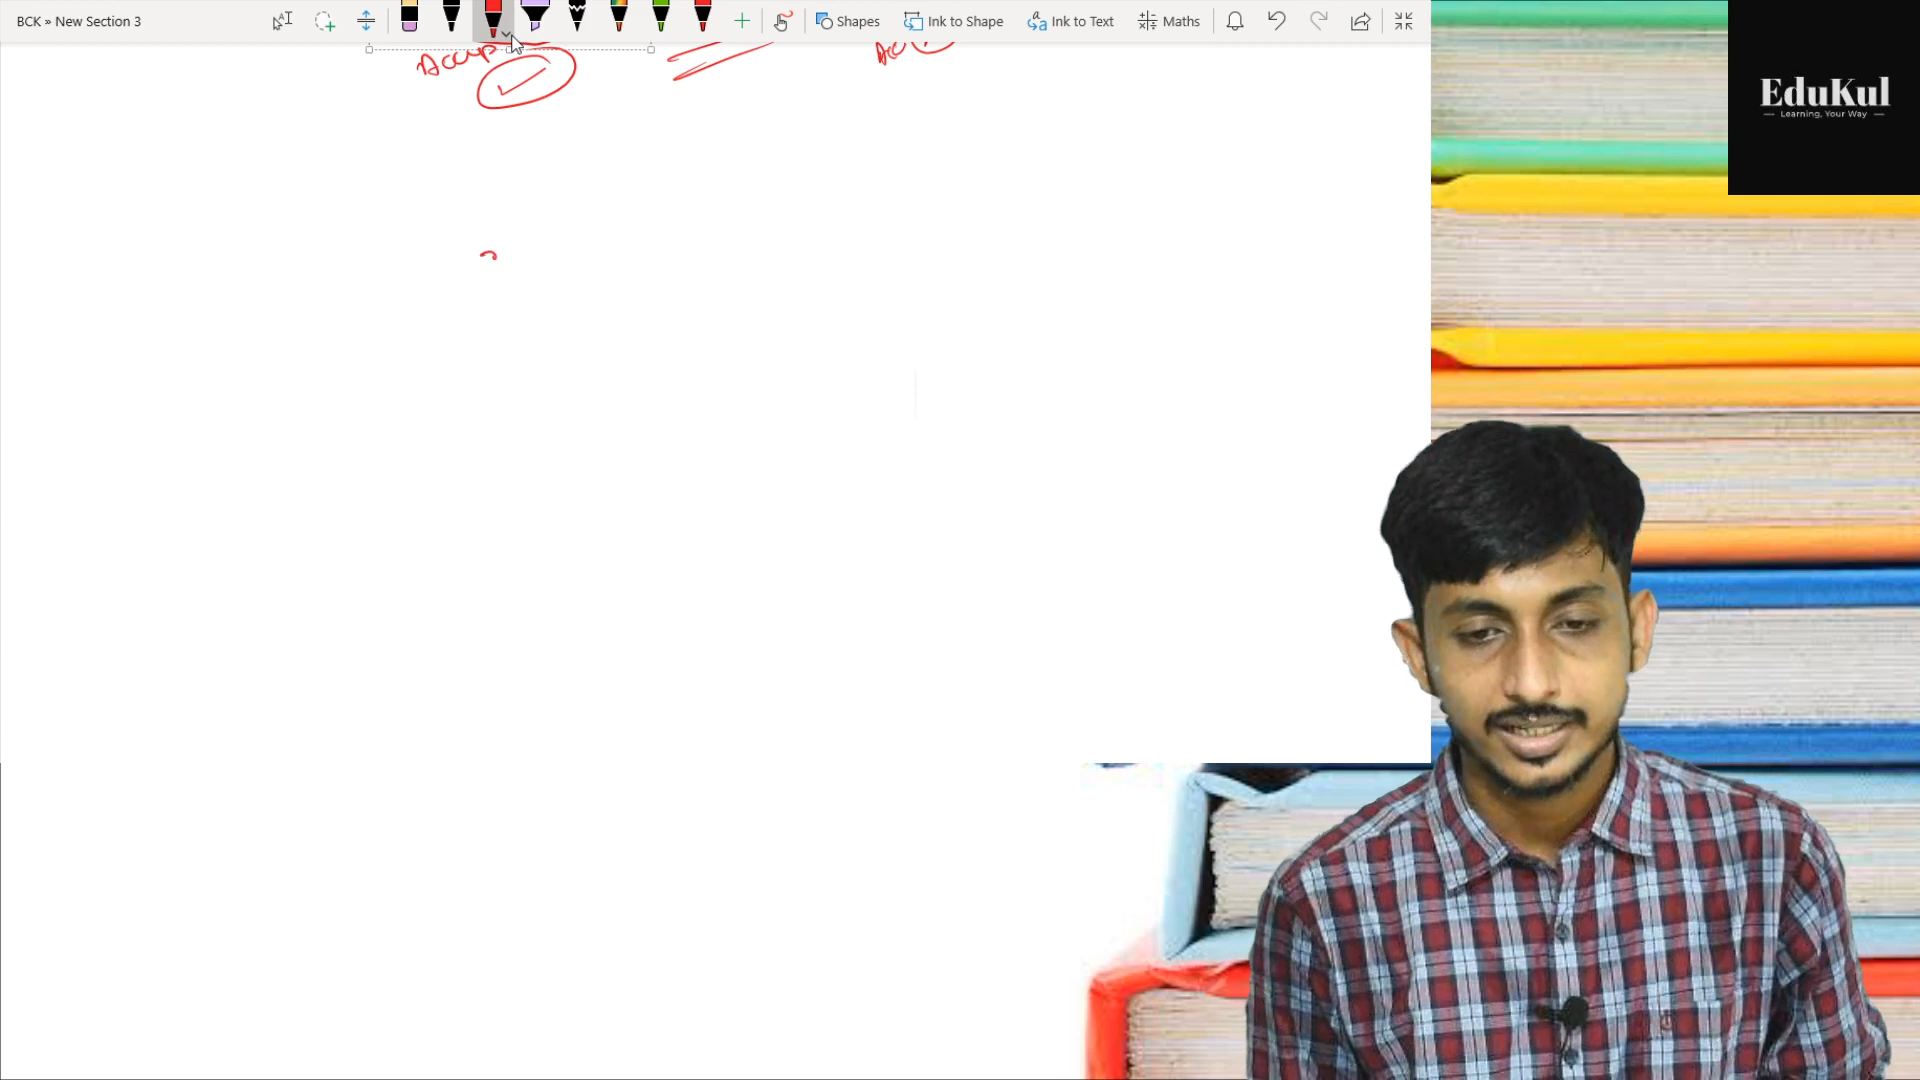 BCK » New Section 3
Shapes
Ink to Shape
Ink to Text
Maths
EduKul
— Learning, Your Way —